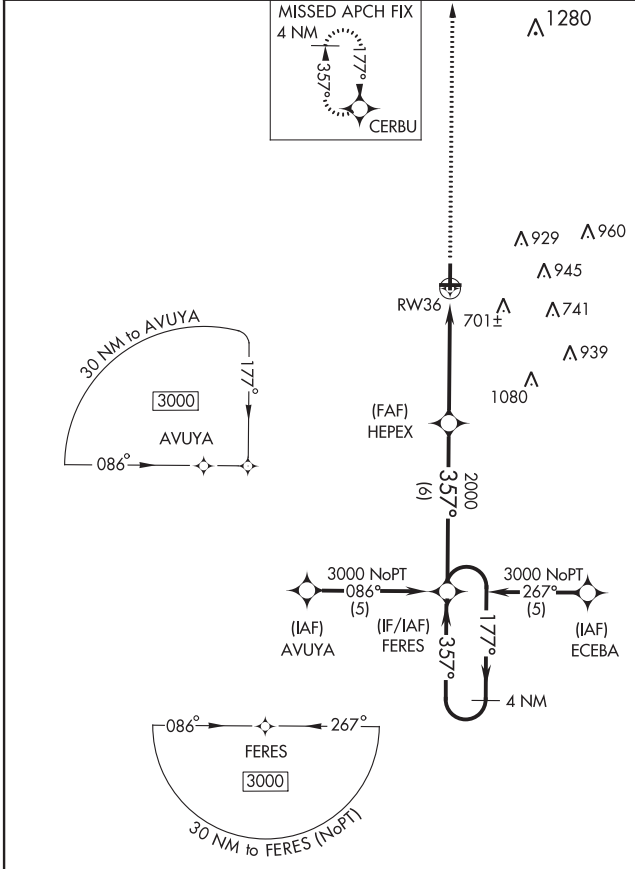 MISSED APCH FIX
4 NM
357°
177°
CERBU
1280
929
960
945
RW36
701±
741
939
1080
30 NM to AVUYA
177°
3000
AVUYA
086°
(FAF)
HEPEX
2000
357°
(6)
3000 NoPT
086°
(5)
3000 NoPT
267°
(5)
(IAF)
AVUYA
(IF/IAF)
FERES
(IAF)
ECEBA
357°
177°
4 NM
086°
267°
FERES
3000
30 NM to FERES (NoPT)